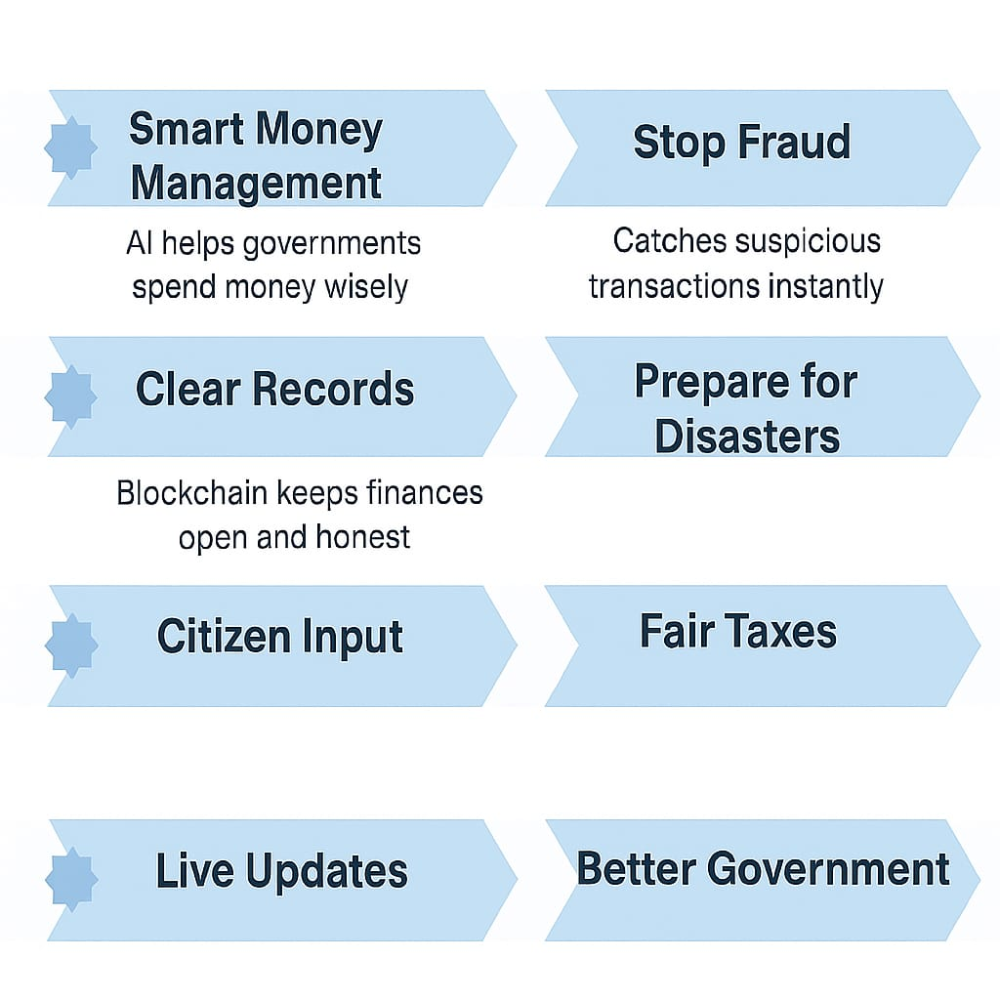 Smart Money
Management
AI helps governments
spend money wisely
Stop Fraud
Catches suspicious
transactions instantly
Clear Records
Blockchain keeps finances
open and honest
Prepare for
Disasters
Citizen Input
Fair Taxes
Live Updates
Better Government